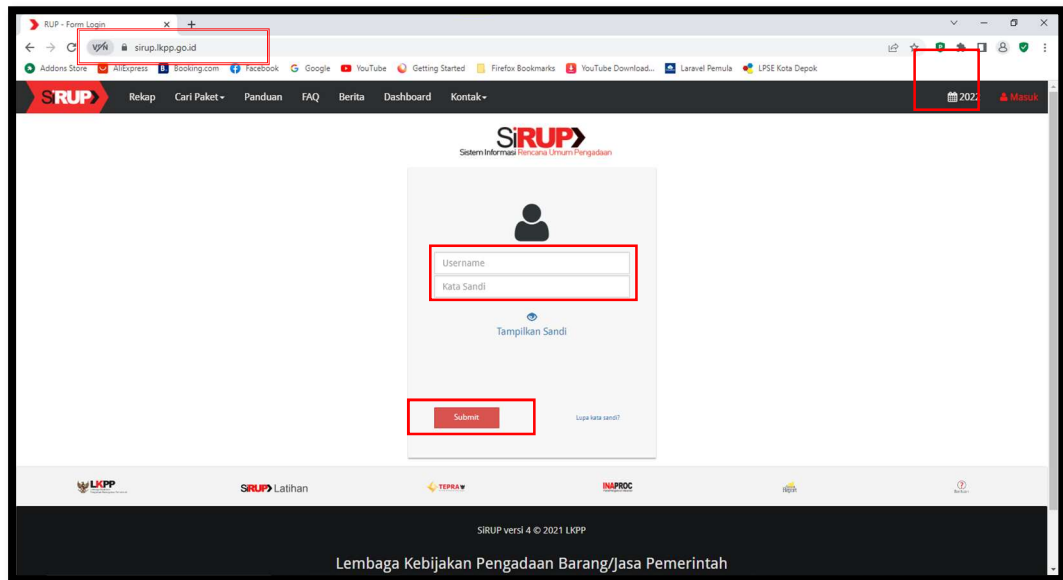 RUP - Form Login
VPN sirup.lkpp.go.id
Addons Store AliExpress B. Booking.com Facebook G Google YouTube Getting Started Firefox Bookmarks YouTube Download... Laravel Pemula LPSE Kota Depok
SiRUP Rekap Cari Paket Panduan FAQ Berita Dashboard Kontak 2022 Masuk
SiRUP
Sistem Informasi Rencana Umum Pengadaan
Username
Kata Sandi
Tampilkan Sandi
Submit Lupa kata sandi?
LKPP SiRUP Latihan TEPRA INAPROC
SiRUP versi 4 © 2021 LKPP
Lembaga Kebijakan Pengadaan Barang/Jasa Pemerintah